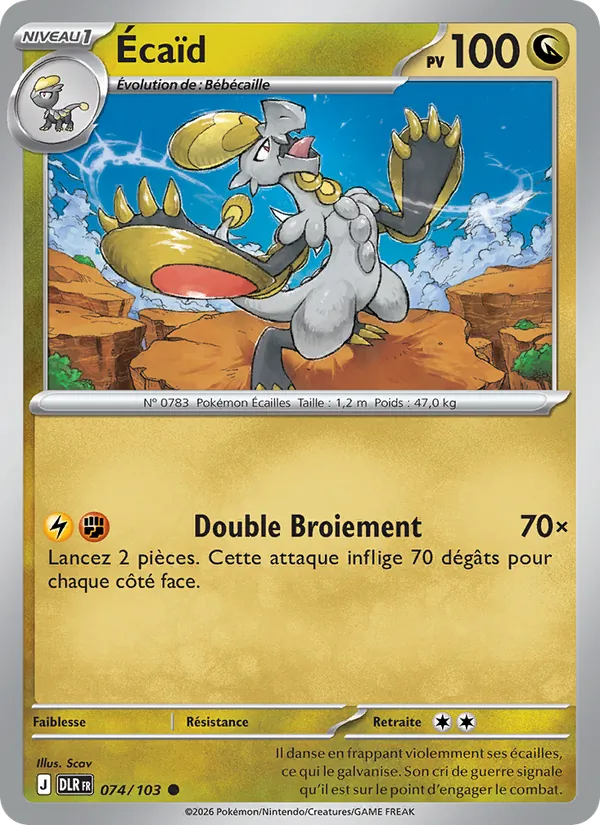 NIVEAU 1
Écaïd
PV 100
Évolution de : Bébécaille
N° 0783 Pokémon Écailles Taille : 1,2 m Poids : 47,0 kg
Double Broiement 70×
Lancez 2 pièces. Cette attaque inflige 70 dégâts pour
chaque côté face.
Faiblesse Résistance Retraite
Illus. Scav
J DLR FR 074/103
Il danse en frappant violemment ses écailles,
ce qui le galvanise. Son cri de guerre signale
qu'il est sur le point d'engager le combat.
©2026 Pokémon/Nintendo/Creatures/GAME FREAK